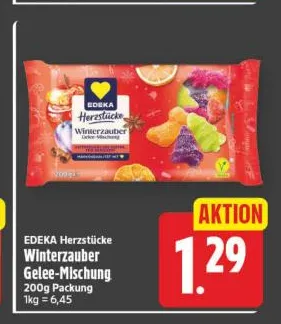 EDEKA
Herzstücke
Winterzauber
Gelee-Mischung
200g
AKTION
EDEKA Herzstücke
Winterzauber
Gelee-Mischung
200g Packung
1kg = 6,45
1.29